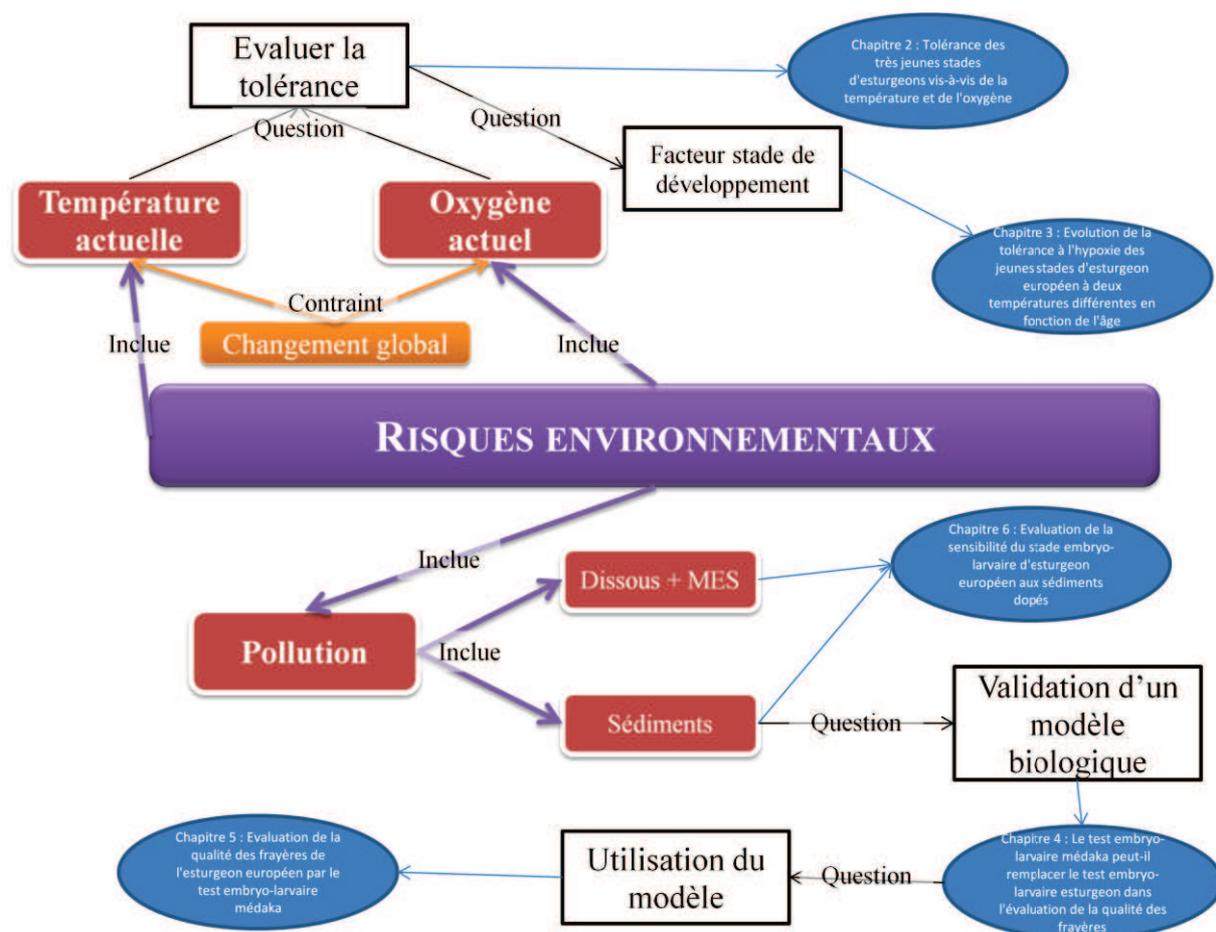 Evaluer la
tolérance
Chapitre 2 : Tolérance des
très jeunes stades
d'esturgeons vis-à-vis de la
température et de l'oxygène
Question
Question
Facteur stade de
développement
Température
actuelle
Oxygène
actuel
Chapitre 3 : Evolution de la
tolérance à l'hypoxie des
jeunes stades d'esturgeon
européen à deux
températures différentes en
fonction de l'âge
Contraint
Inclue
Changement global
Inclue
RISQUES ENVIRONNEMENTAUX
Inclue
Dissous + MES
Chapitre 6 : Evaluation de la
sensibilité du stade embryo-
larvaire d'esturgeon
européen aux sédiments
dopés
Pollution
Inclue
Sédiments
Question
Validation d’un
modèle
biologique
Chapitre 5 : Evaluation de la
qualité des frayères de
l'esturgeon européen par le
test embryo-larvaire
médaka
Utilisation du
modèle
Question
Chapitre 4 : Le test embryo-
larvaire médaka peut-il
remplacer le test embryo-
larvaire esturgeon dans
l'évaluation de la qualité des
frayères